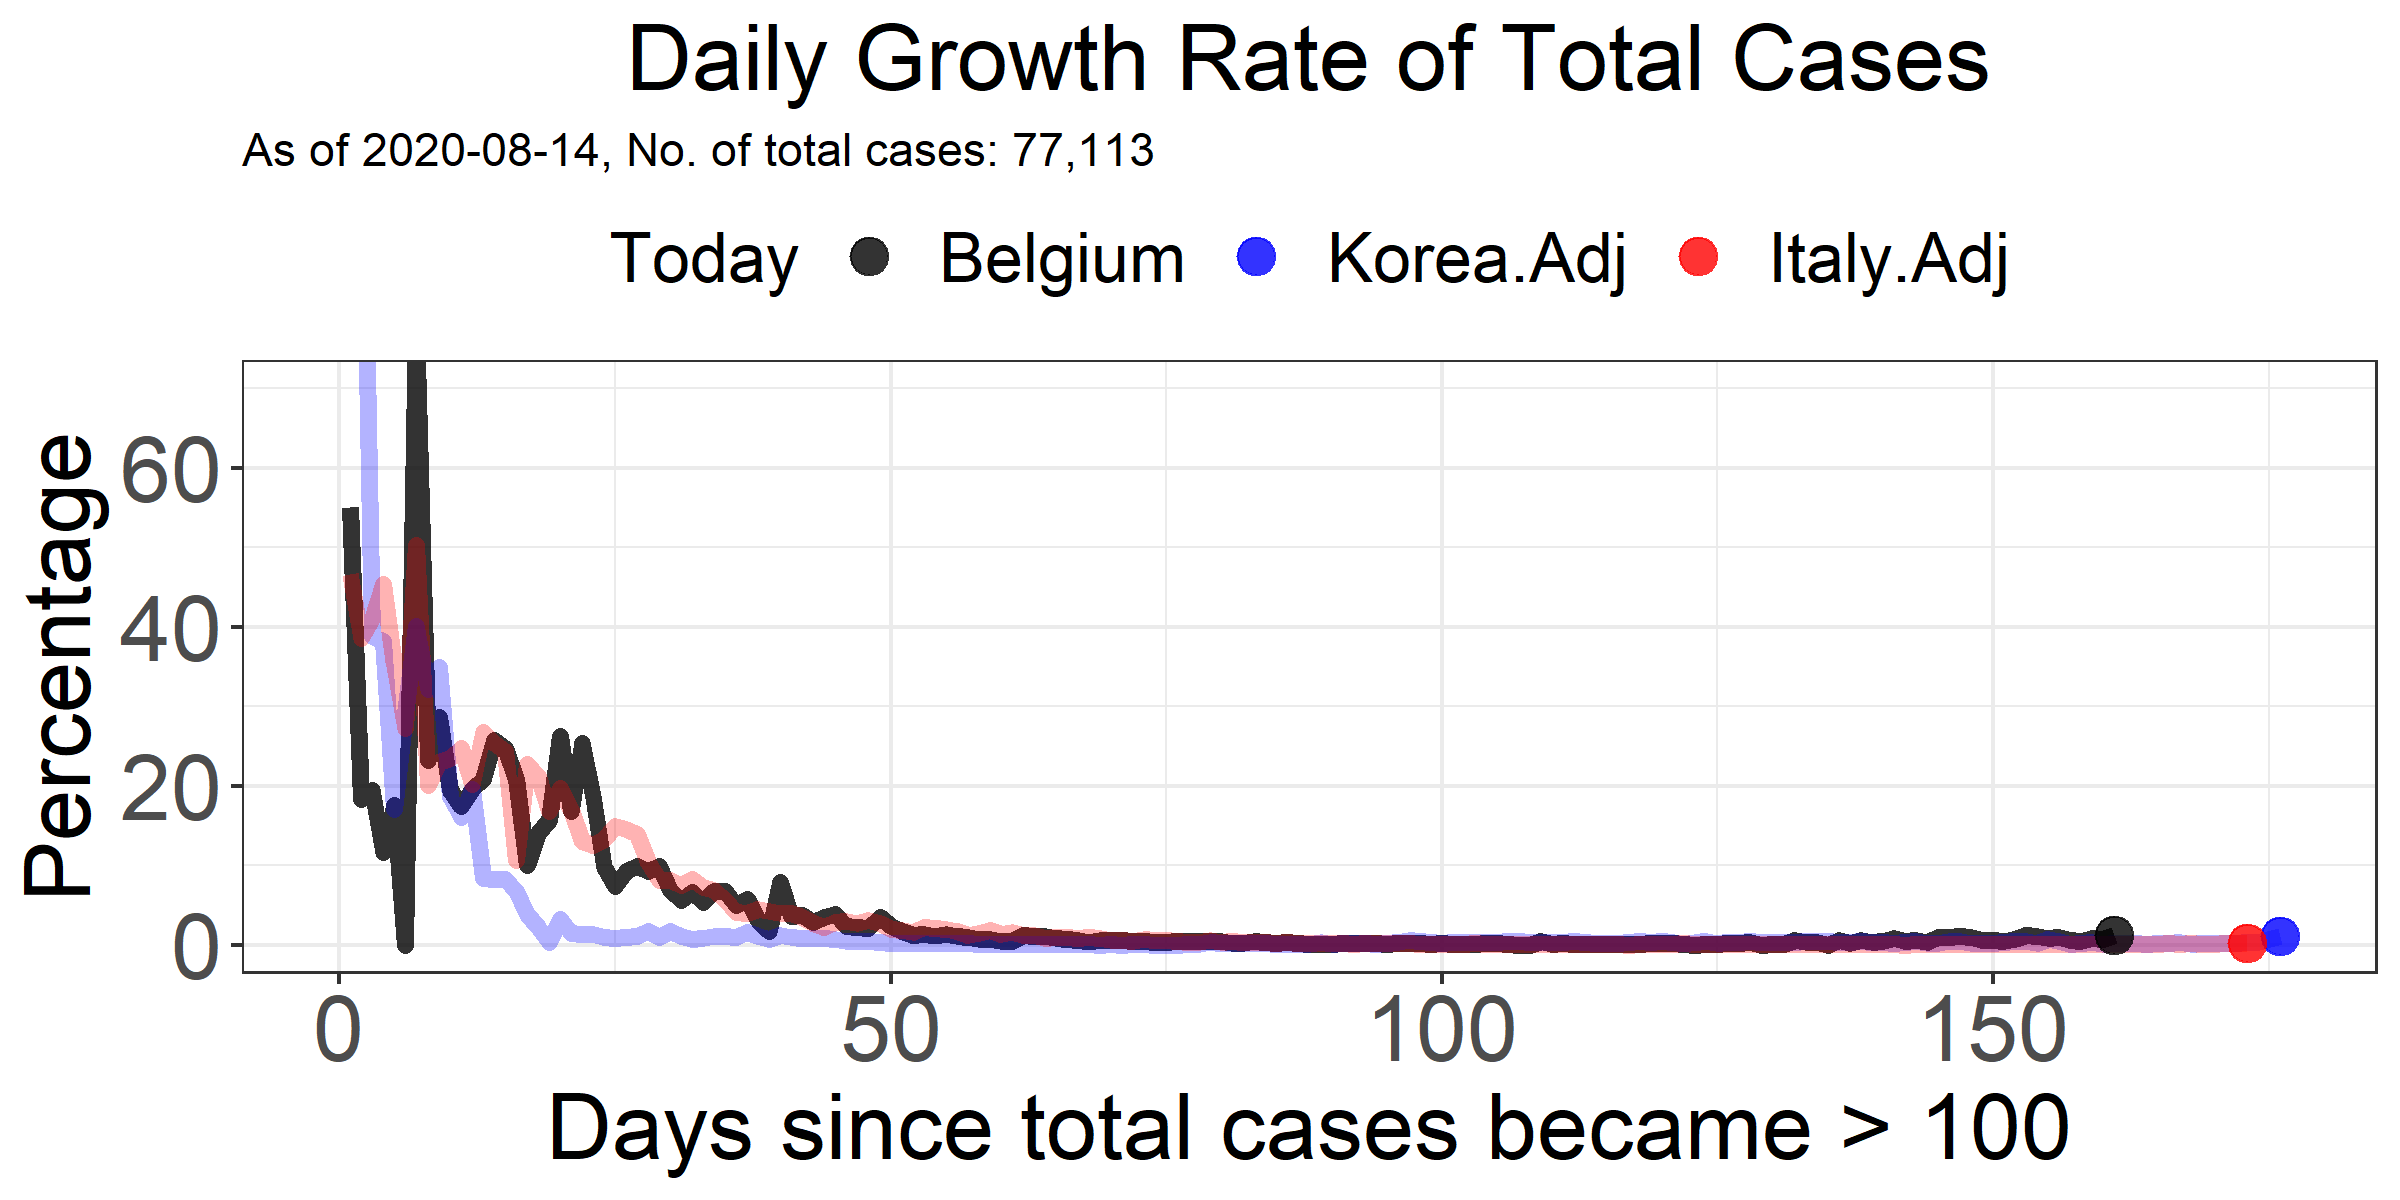 Daily Growth Rate of Total Cases
As of 2020-08-14, No. of total cases: 77,113
Today Belgium Korea.Adj Italy.Adj
Percentage
60
40
20
0
0 50 100 150
Days since total cases became > 100